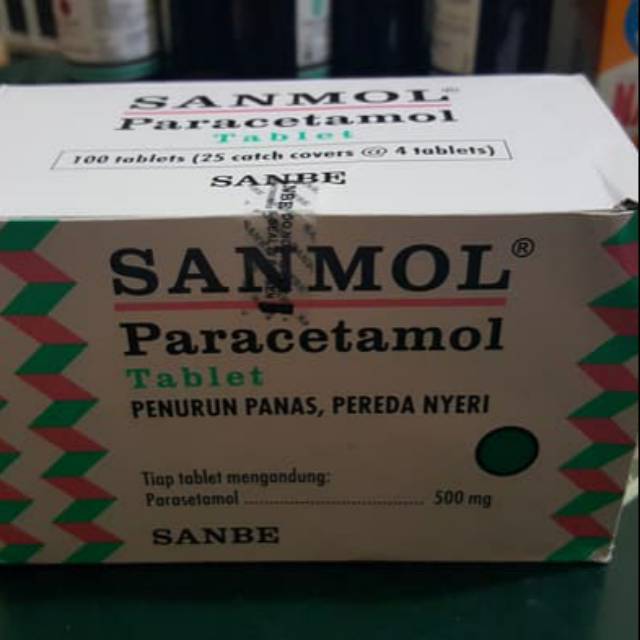 SANMOL
Paracetamol
Tablet
100 tablets (25 catch covers @ 4 tablets)
SANBE
SANMOL®
Paracetamol
Tablet
PENURUN PANAS, PEREDA NYERI
Tiap tablet mengandung:
Parasetamol ........................................ 500 mg
SANBE